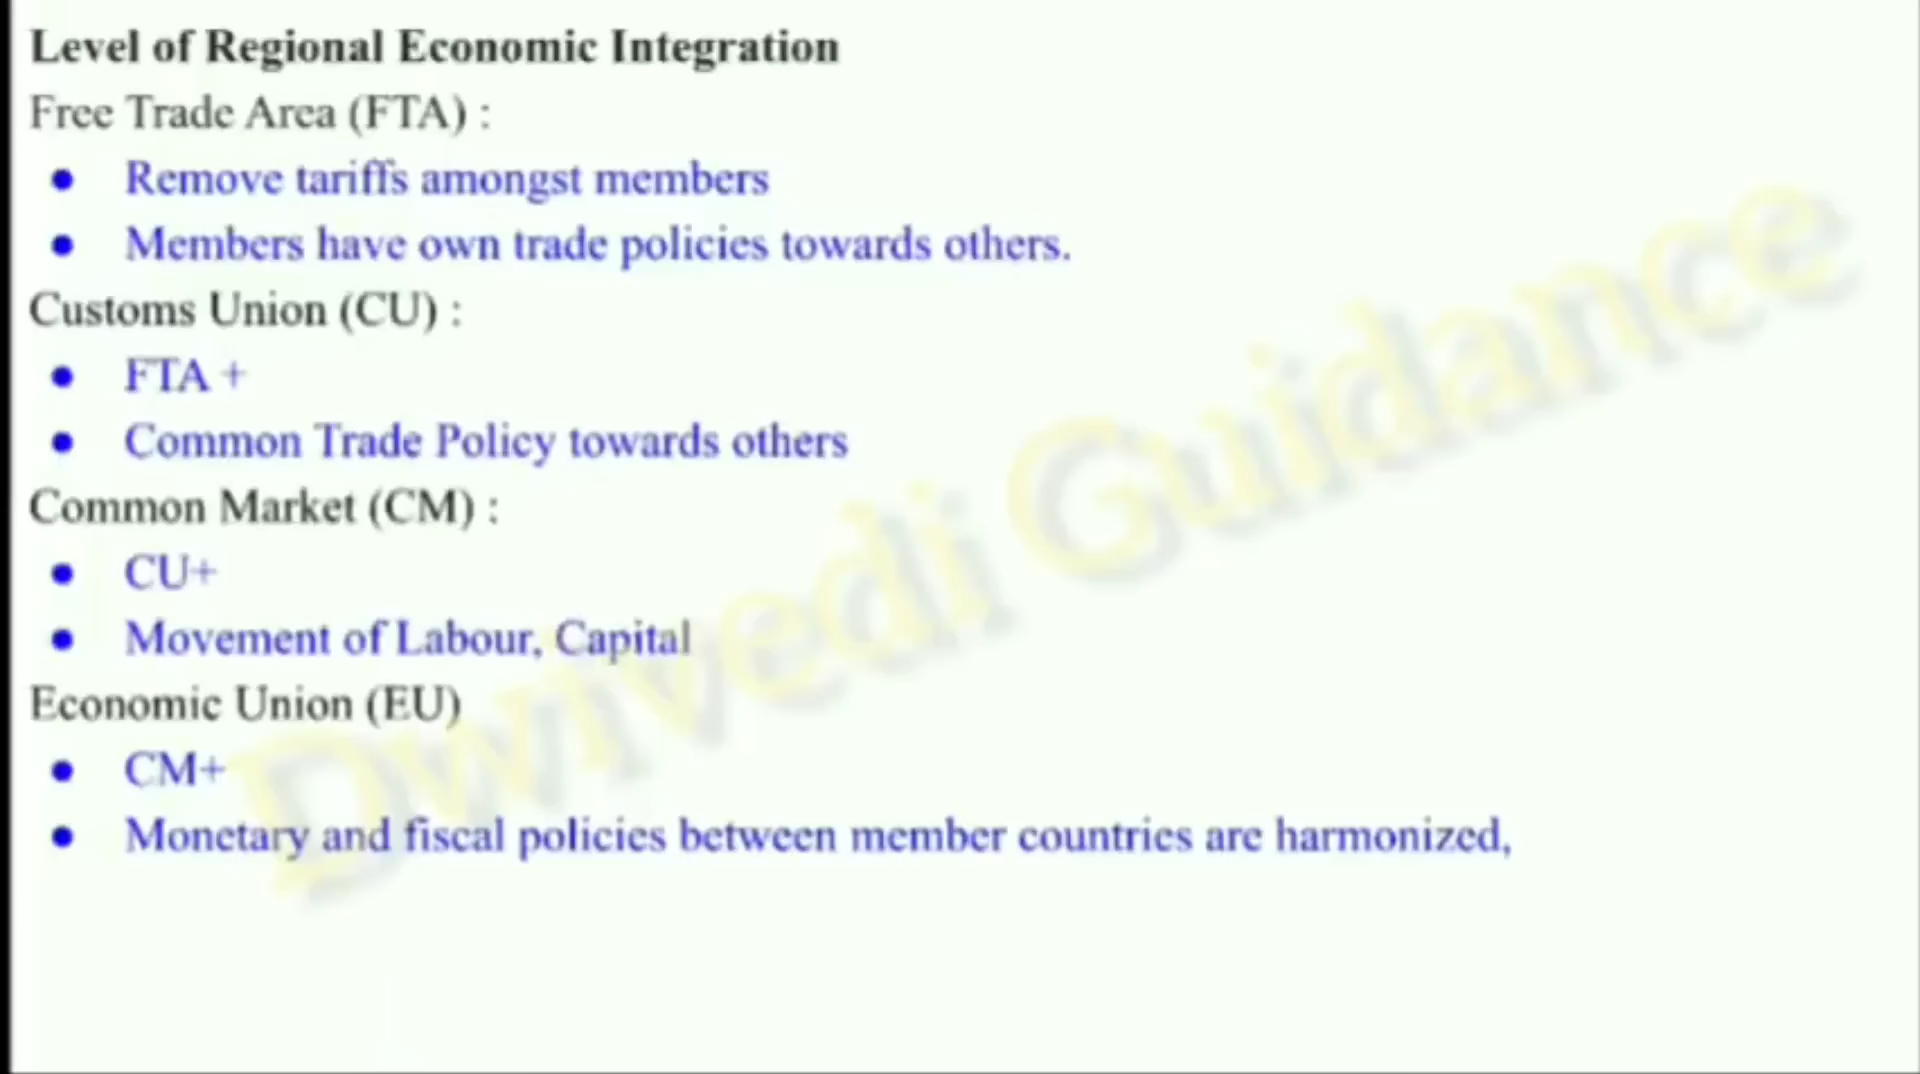 Level of Regional Economic Integration
Free Trade Area (FTA) :
● Remove tariffs amongst members
● Members have own trade policies towards others.
Customs Union (CU) :
● FTA +
● Common Trade Policy towards others
Common Market (CM) :
● CU+
● Movement of Labour, Capital
Economic Union (EU)
● CM+
● Monetary and fiscal policies between member countries are harmonized,
Dwivedi Guidance